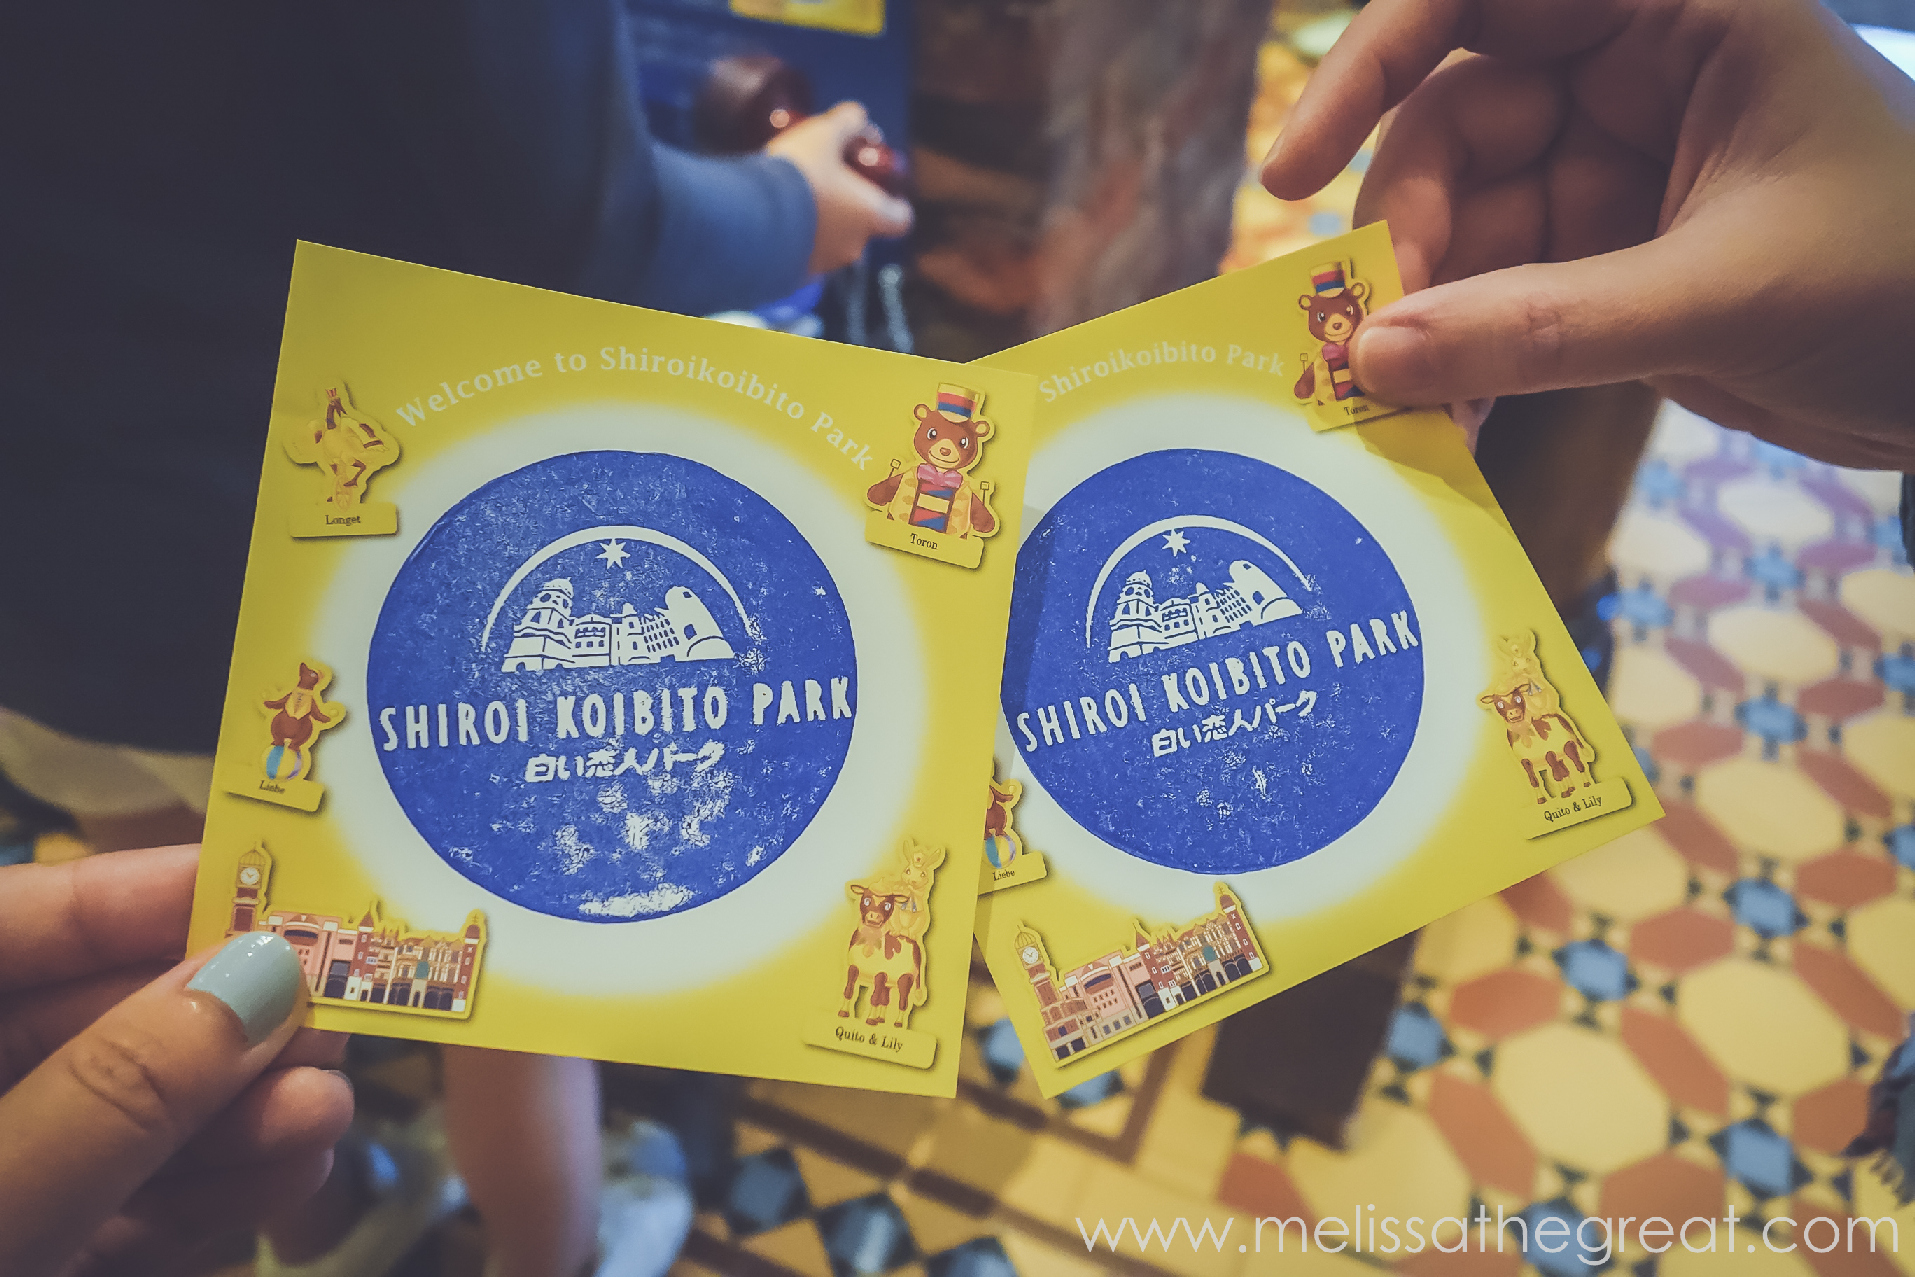 Welcome to Shiroikoibito Park
Longet
Toron
SHIROI KOIBITO PARK
白い恋人パーク
Liebe
Quito & Lily
Shiroikoibito Park
Toron
SHIROI KOIBITO PARK
白い恋人パーク
Liebe
Quito & Lily
www.melissathegreat.com